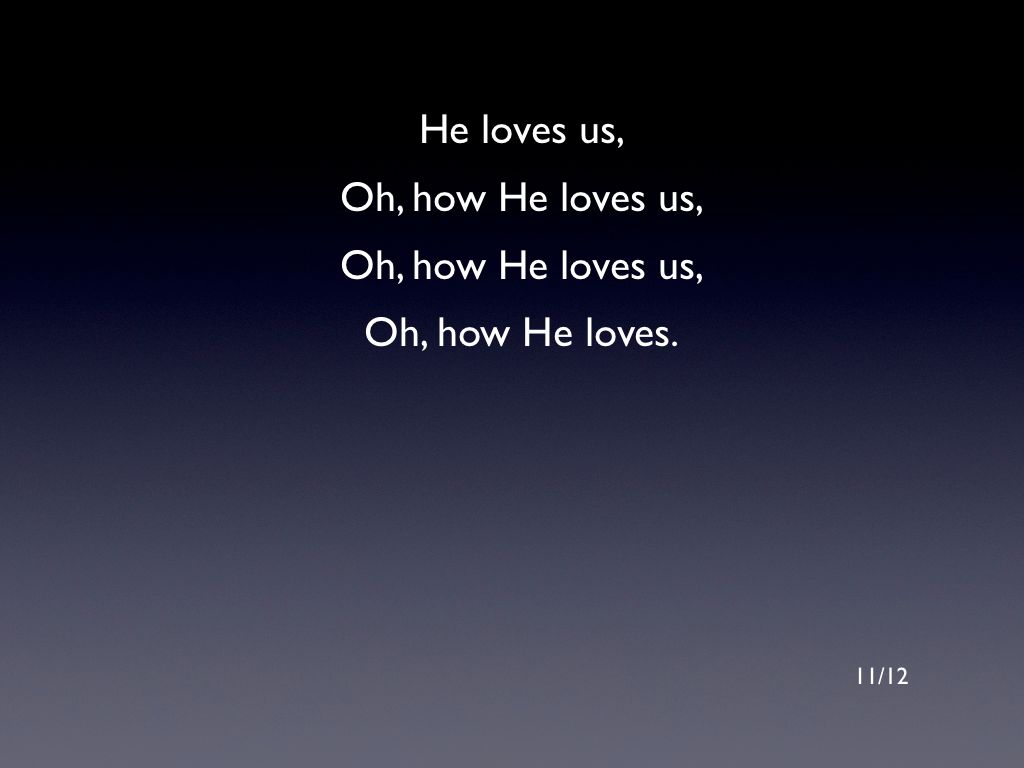 He loves us,
Oh, how He loves us,
Oh, how He loves us,
Oh, how He loves.
11/12